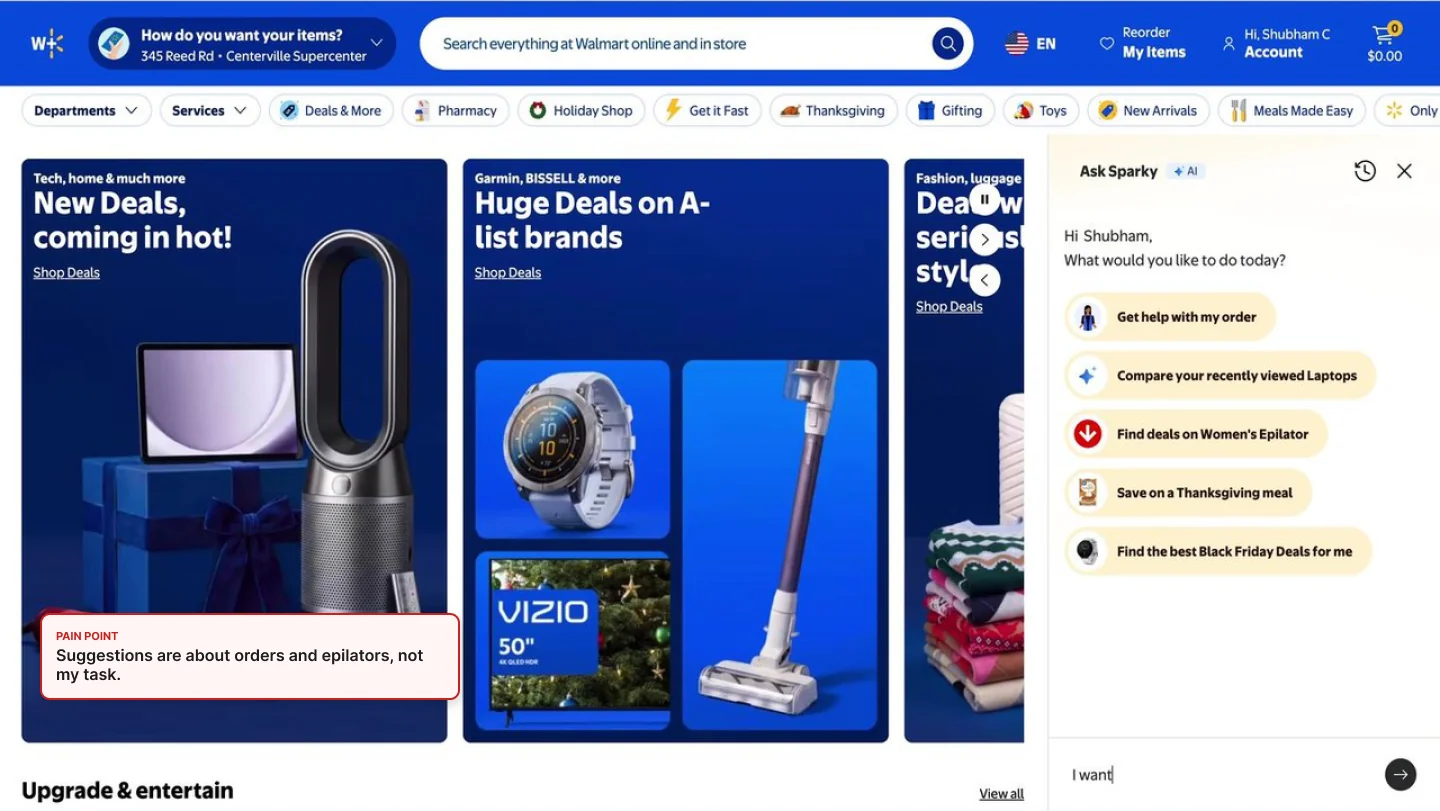 W+
How do you want your items?
345 Reed Rd • Centerville Supercenter
Search everything at Walmart online and in store
EN
Reorder
My Items
Hi, Shubham C
Account
0
$0.00
Departments
Services
Deals & More
Pharmacy
Holiday Shop
Get it Fast
Thanksgiving
Gifting
Toys
New Arrivals
Meals Made Easy
Only
Tech, home & much more
New Deals,
coming in hot!
Shop Deals
Garmin, BISSELL & more
Huge Deals on A-
list brands
Shop Deals
10
10
VIZIO
50"
4K QLED HDR
Fashion, luggage
Shop Deals
PAIN POINT
Suggestions are about orders and epilators, not
my task.
Upgrade & entertain
View all
Ask Sparky
AI
Hi Shubham,
What would you like to do today?
Get help with my order
Compare your recently viewed Laptops
Find deals on Women's Epilator
Save on a Thanksgiving meal
Find the best Black Friday Deals for me
I want